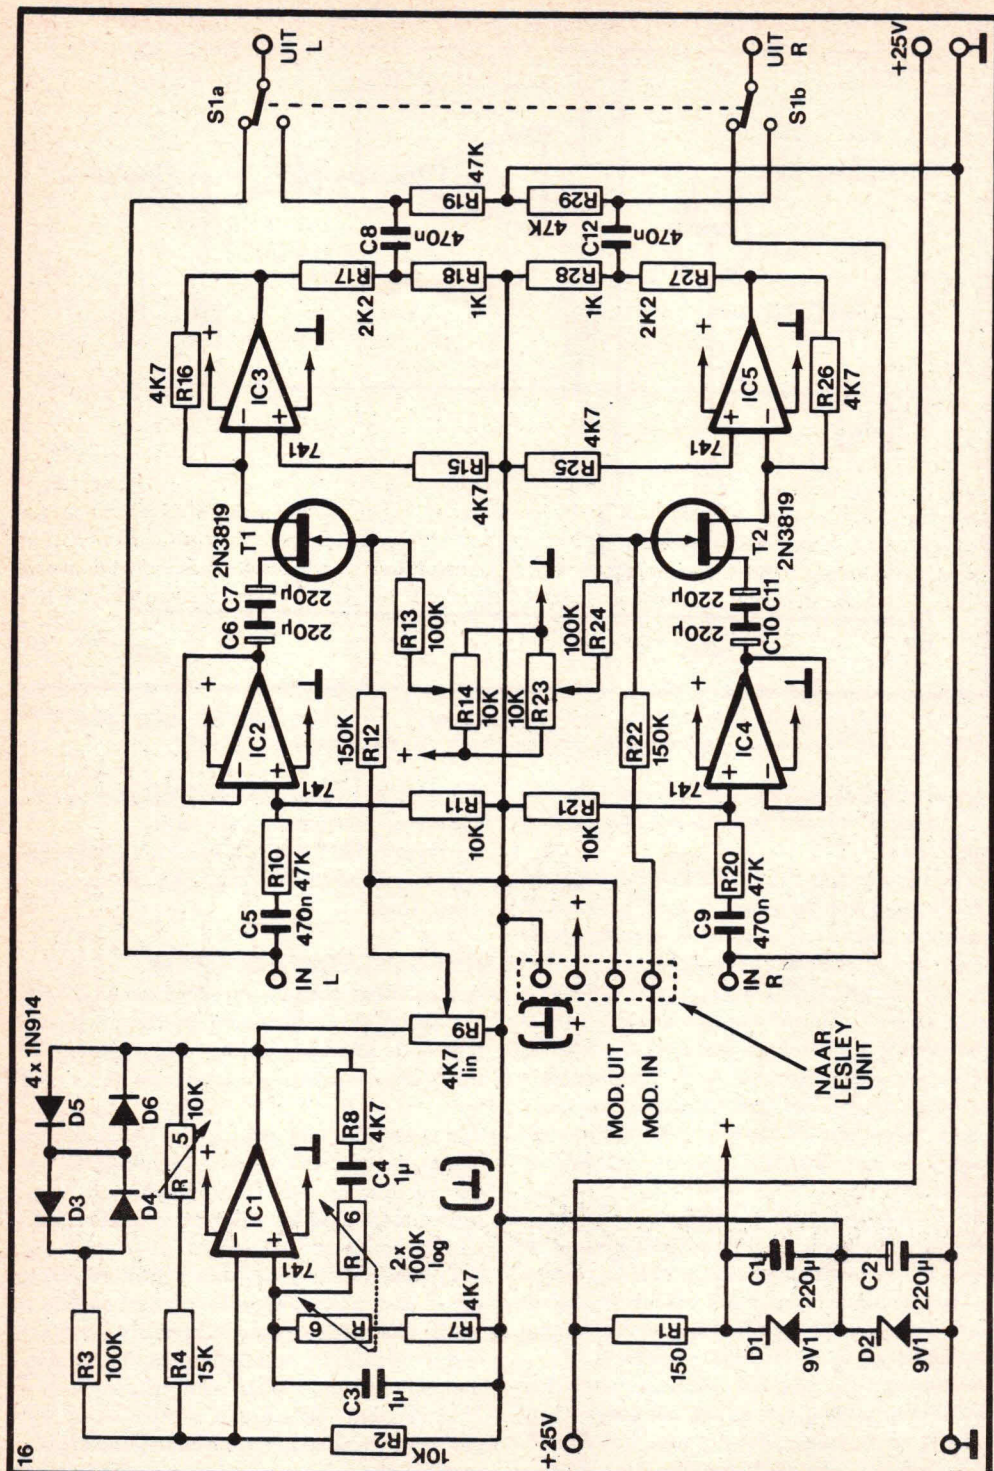 16
S1a
UIT
L
UIT
R
S1b
+25V
47K
R19
R29
47K
C8
470n
C12
470n
R17
2K2
R18
1K
R28
1K
R27
2K2
4K7
R16
+
−
IC3
+
741
4K7
R26
+
IC5
+
−
741
R15
4K7
R25
4K7
2N3819
T1
T2
2N3819
C6
C7
220µ
220µ
220µ
220µ
C10
C11
R13
100K
R14
10K
10K
R23
100K
R24
+
150K
R12
R22
150K
+
IC2
−
+
741
+
IC4
+
−
741
R11
10K
R21
10K
R10
47K
C5
470n
R20
47K
C9
470n
IN
L
IN
R
+
+
MOD. UIT
MOD. IN
NAAR
LESLEY
UNIT
4 x 1N914
D5
D6
D3
D4
10K
R 5
R3
100K
R4
15K
+
IC1
−
+
741
R9
4K7
lin
R8
4K7
C4
1µ
R 6
2x
100K
log
R 6
R7
4K7
C3
1µ
R2
10K
+
+25V
R1
150
D1
9V1
C1
220µ
D2
9V1
C2
220µ